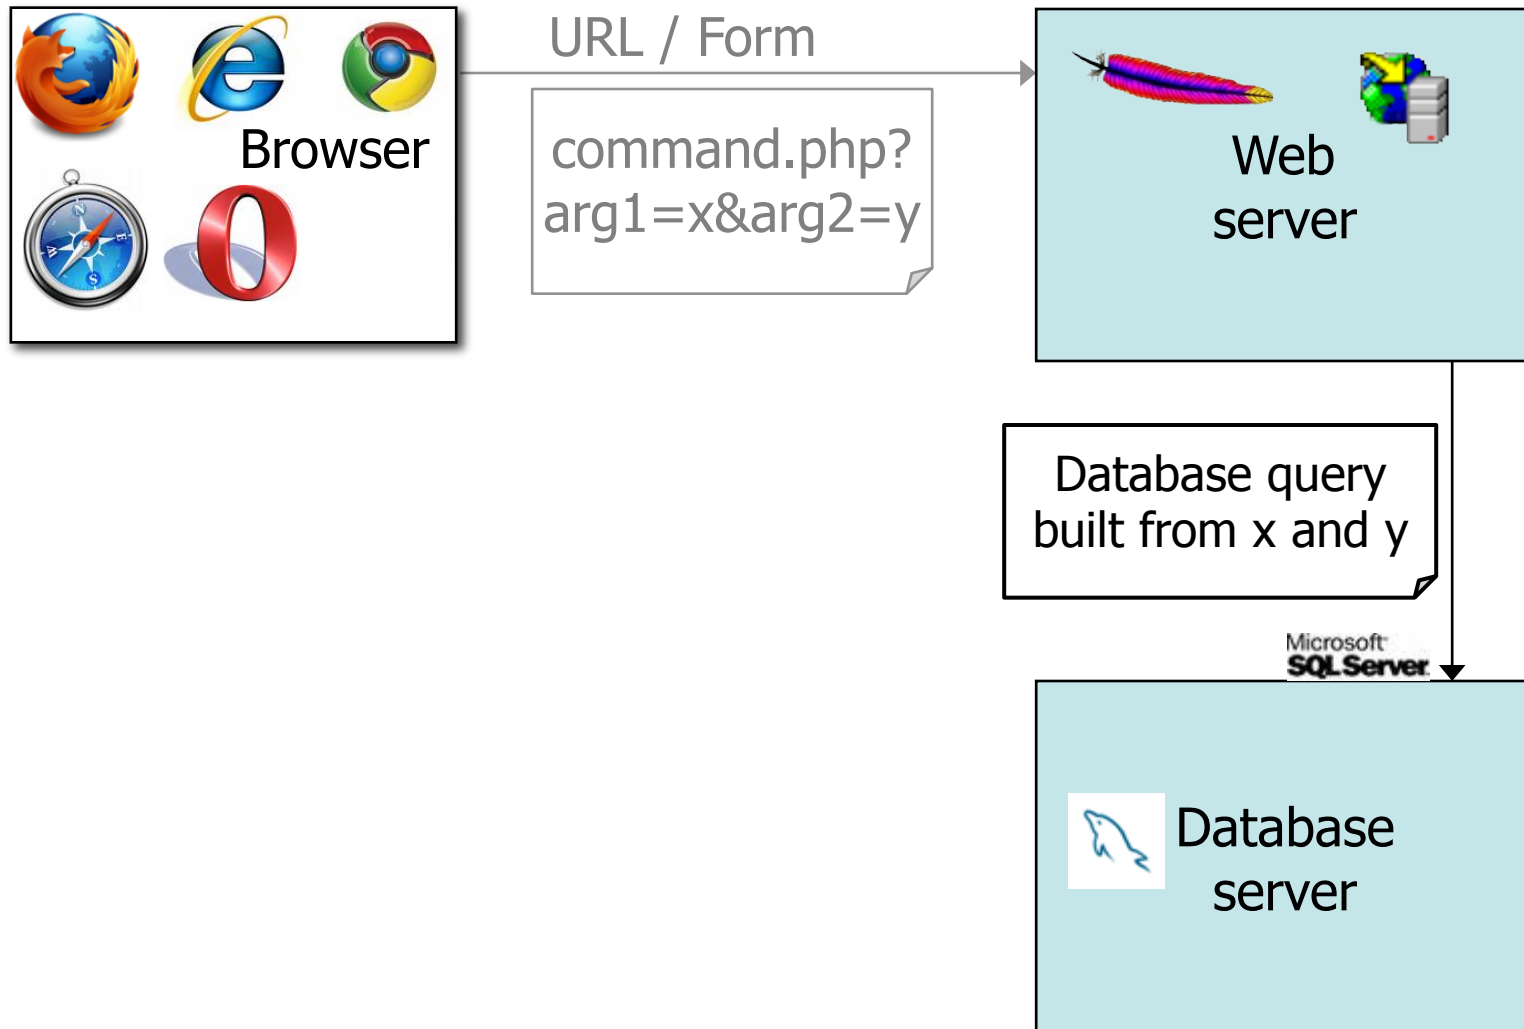 URL / Form
Browser
command.php?
arg1=x&arg2=y
Web
server
Database query
built from x and y
Microsoft
SQL Server
Database
server